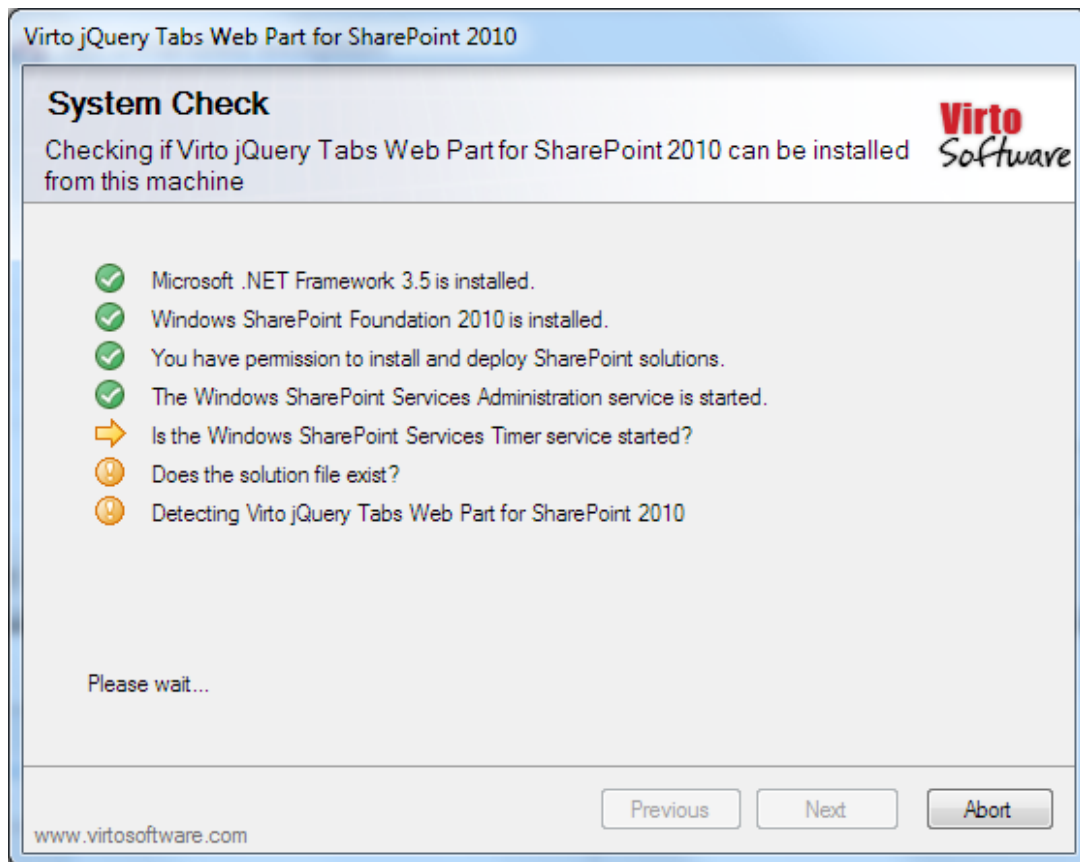 Virto jQuery Tabs Web Part for SharePoint 2010
System Check
Checking if Virto jQuery Tabs Web Part for SharePoint 2010 can be installed
from this machine
Virto
Software
Microsoft .NET Framework 3.5 is installed.
Windows SharePoint Foundation 2010 is installed.
You have permission to install and deploy SharePoint solutions.
The Windows SharePoint Services Administration service is started.
Is the Windows SharePoint Services Timer service started?
Does the solution file exist?
Detecting Virto jQuery Tabs Web Part for SharePoint 2010
Please wait...
Previous
Next
Abort
www.virtosoftware.com